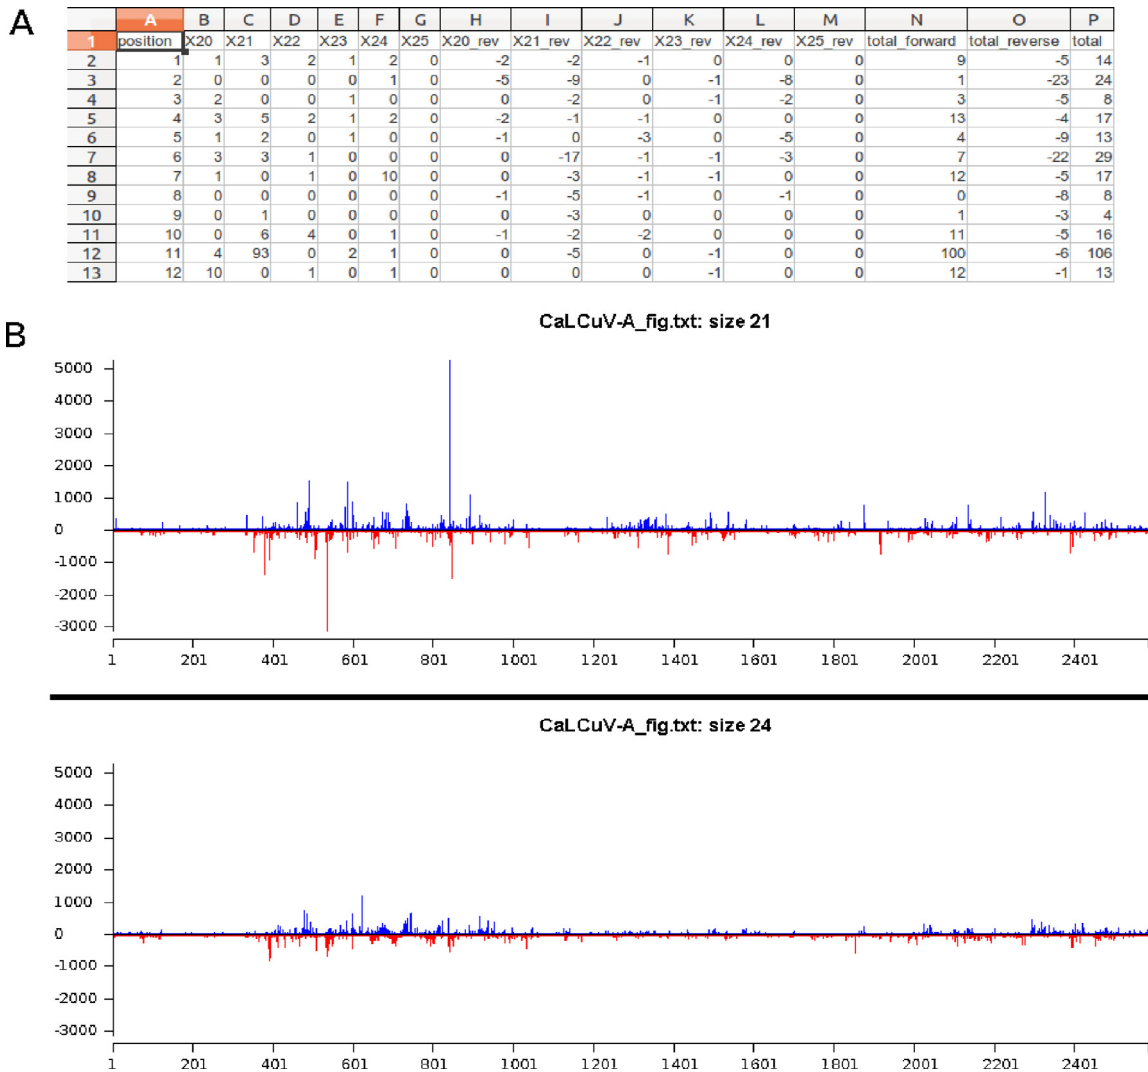 A
A B C D E F G H I J K L M N O P
1 position X20 X21 X22 X23 X24 X25 X20_rev X21_rev X22_rev X23_rev X24_rev X25_rev total_forward total_reverse total
2 1 1 3 2 1 2 0 -2 -2 -1 0 0 0 9 -5 14
3 2 0 0 0 0 1 0 -5 -9 0 -1 -8 0 1 -23 24
4 3 2 0 0 1 0 0 0 -2 0 -1 -2 0 3 -5 8
5 4 3 5 2 1 2 0 -2 -1 -1 0 0 0 13 -4 17
6 5 1 2 0 1 0 0 -1 0 -3 0 -5 0 4 -9 13
7 6 3 3 1 0 0 0 0 -17 -1 -1 -3 0 7 -22 29
8 7 1 0 1 0 10 0 0 -3 -1 -1 0 0 12 -5 17
9 8 0 0 0 0 0 0 -1 -5 -1 0 -1 0 0 -8 8
10 9 0 1 0 0 0 0 0 -3 0 0 0 0 1 -3 4
11 10 0 6 4 0 1 0 -1 -2 -2 0 0 0 11 -5 16
12 11 4 93 0 2 1 0 0 -5 0 -1 0 0 100 -6 106
13 12 10 0 1 0 1 0 0 0 0 -1 0 0 12 -1 13
B
CaLCuV-A_fig.txt: size 21
5000
4000
3000
2000
1000
0
-1000
-2000
-3000
1 201 401 601 801 1001 1201 1401 1601 1801 2001 2201 2401
CaLCuV-A_fig.txt: size 24
5000
4000
3000
2000
1000
0
-1000
-2000
-3000
1 201 401 601 801 1001 1201 1401 1601 1801 2001 2201 2401